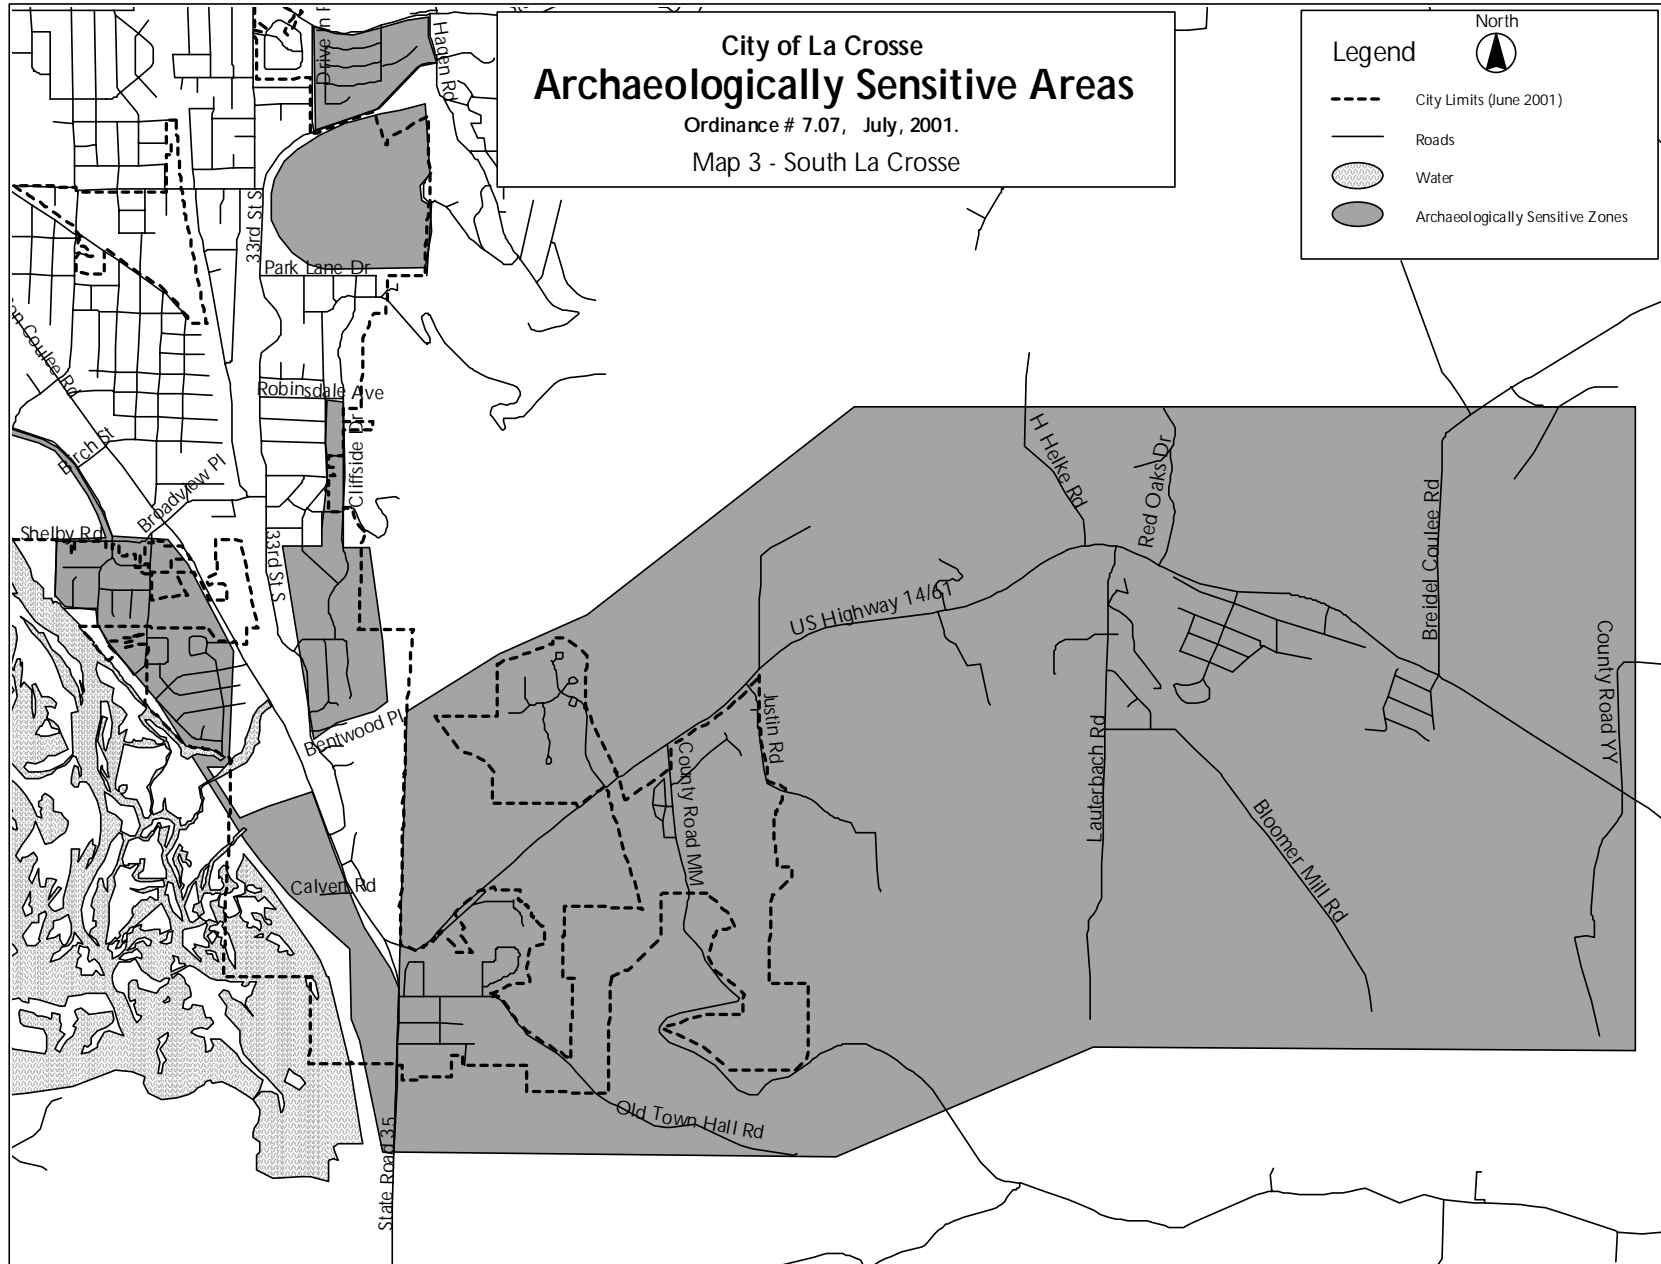 City of La Crosse
Archaeologically Sensitive Areas
Ordinance # 7.07, July, 2001.
Map 3 - South La Crosse
North
Legend
City Limits (June 2001)
Roads
Water
Archaeologically Sensitive Zones
Drive In
Hagen Rd
33rd St S
Park Lane Dr
on Coulee Rd
Robinsdale Ave
Cliffside Dr
Birch St
Broadview Pl
Shelby Rd
33rd St S
Bentwood Pl
Calvert Rd
State Road 35
US Highway 14/61
H Helke Rd
Red Oaks Dr
Breidel Coulee Rd
County Road YY
Justin Rd
County Road MM
Lauterbach Rd
Bloomer Mill Rd
Old Town Hall Rd